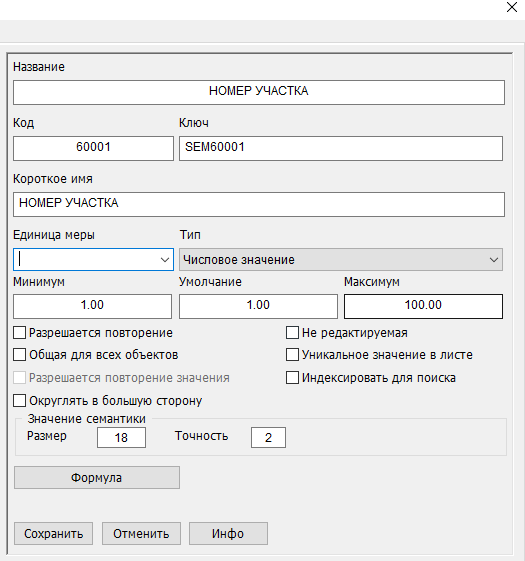 Название
НОМЕР УЧАСТКА
Код Ключ
60001 SEM60001
Короткое имя
НОМЕР УЧАСТКА
Единица меры Тип
Числовое значение
Минимум Умолчание Максимум
1.00 1.00 100.00
Разрешается повторение Не редактируемая
Общая для всех объектов Уникальное значение в листе
Разрешается повторение значения Индексировать для поиска
Округлять в большую сторону
Значение семантики
Размер 18 Точность 2
Формула
Сохранить Отменить Инфо